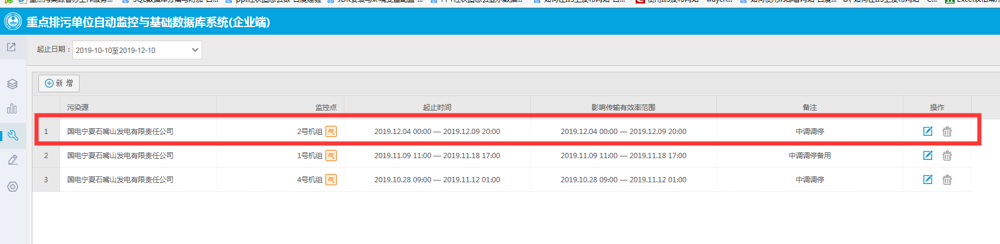 重点排污单位自动监控与基础数据库系统(企业端)
起止日期：
2019-10-10至2019-12-10
新 增
污染源 监控点 起止时间 影响传输有效率范围 备注 操作
1 国电宁夏石嘴山发电有限责任公司 2号机组 气 2019.12.04 00:00 — 2019.12.09 20:00 2019.12.04 00:00 — 2019.12.09 20:00 中调调停
2 国电宁夏石嘴山发电有限责任公司 1号机组 气 2019.11.09 11:00 — 2019.11.18 17:00 2019.11.09 11:00 — 2019.11.18 17:00 中调调停备用
3 国电宁夏石嘴山发电有限责任公司 4号机组 气 2019.10.28 09:00 — 2019.11.12 01:00 2019.10.28 09:00 — 2019.11.12 01:00 中调调停